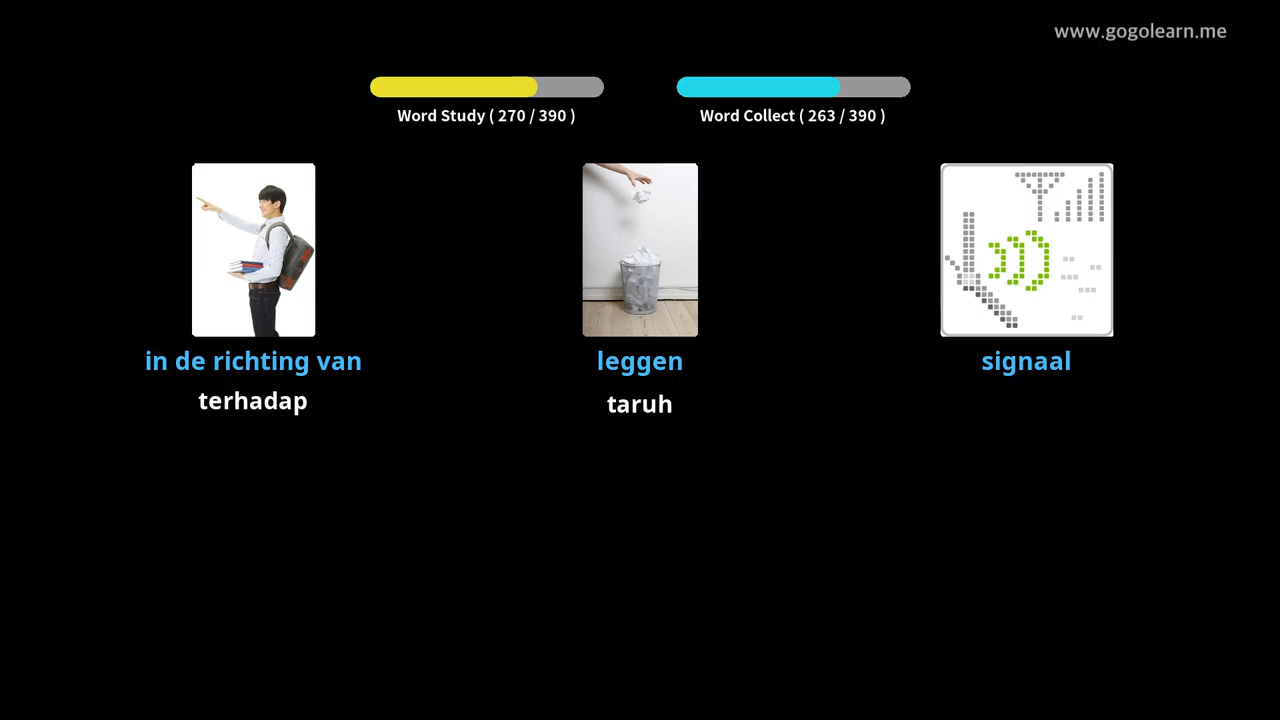 www.gogolearn.me
Word Study ( 270 / 390 )
Word Collect ( 263 / 390 )
in de richting van
terhadap
leggen
taruh
signaal